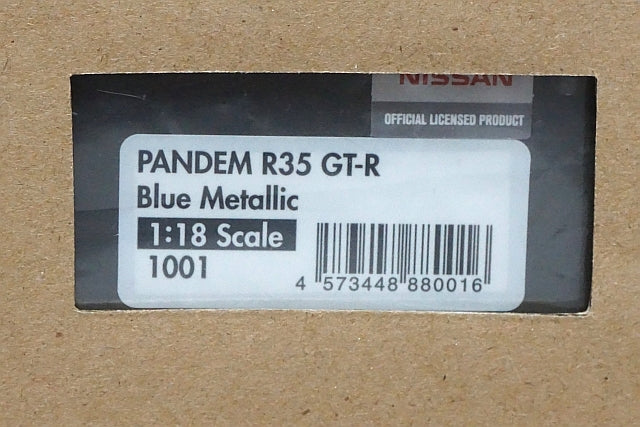 NISSAN
OFFICIAL LICENSED PRODUCT
PANDEM R35 GT-R
Blue Metallic
1:18 Scale
1001
4 573448 880016